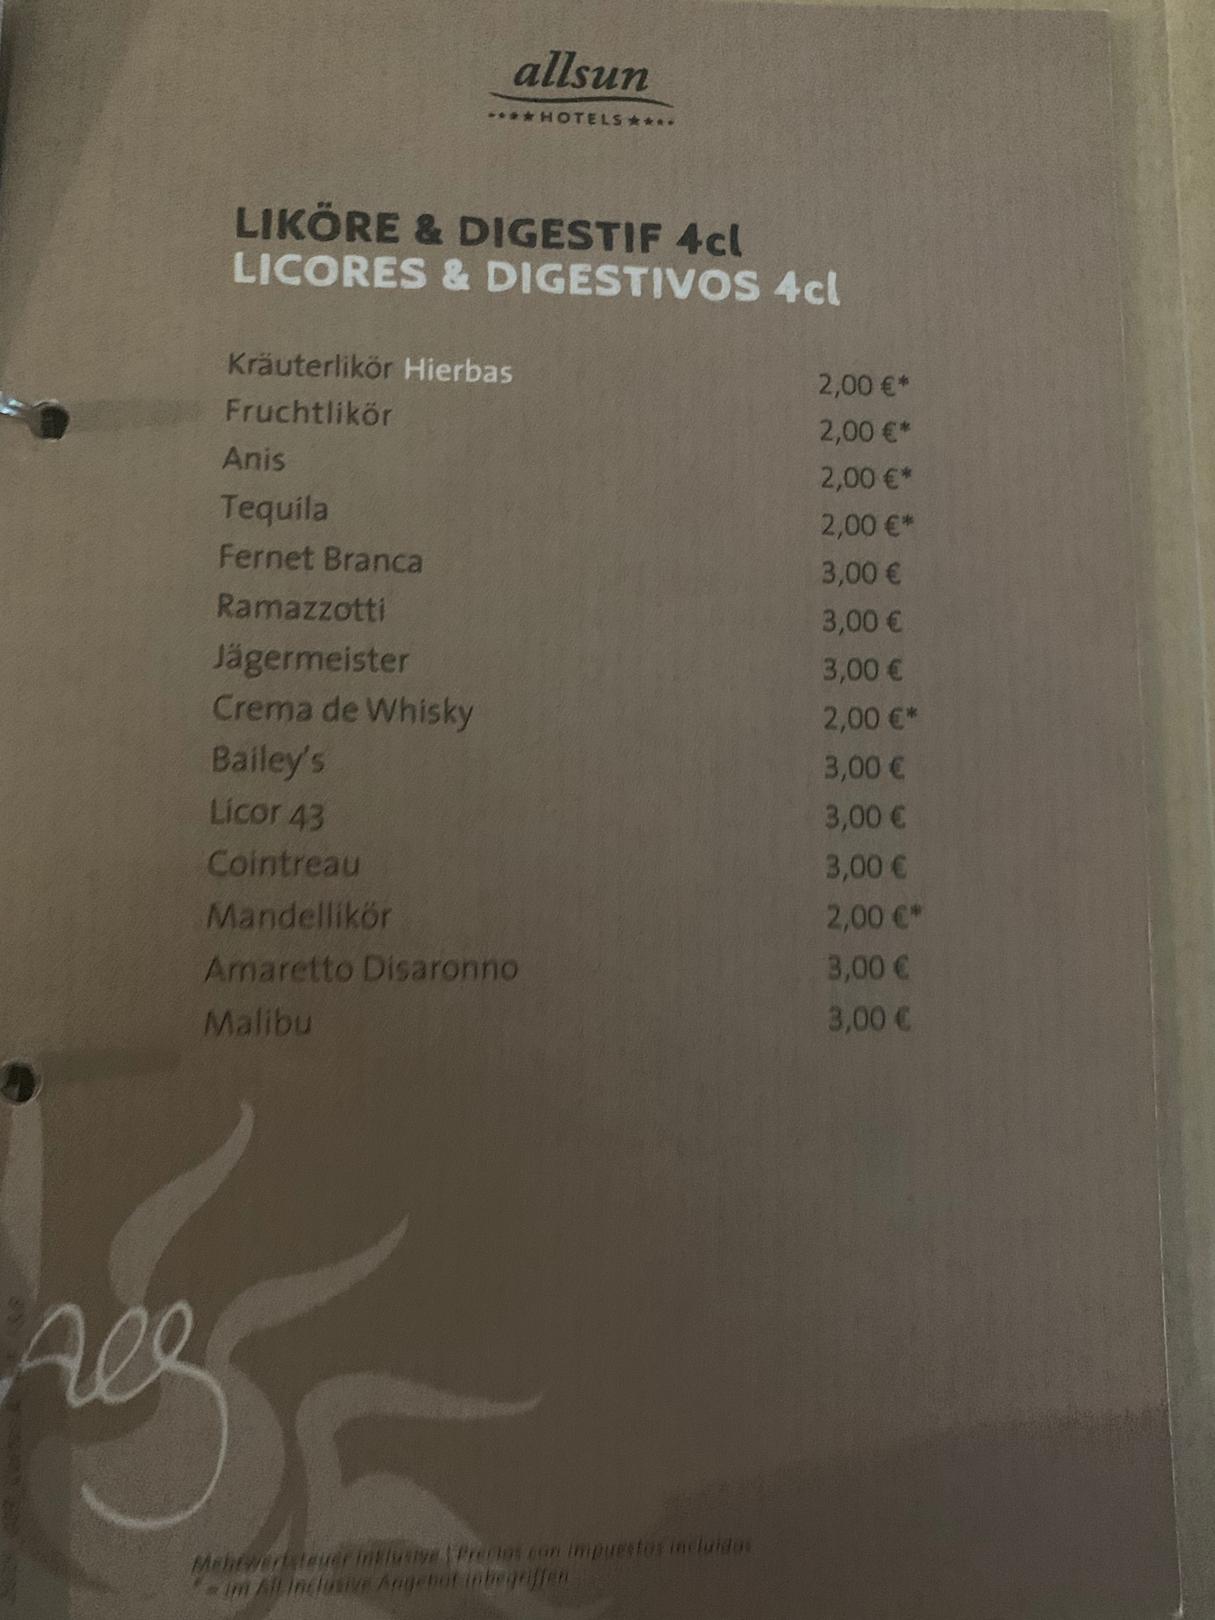 allsun
HOTELS
LIKÖRE & DIGESTIF 4cl
LICORES & DIGESTIVOS 4cl
Kräuterlikör Hierbas 2,00 €*
Fruchtlikör 2,00 €*
Anis 2,00 €*
Tequila 2,00 €*
Fernet Branca 3,00 €
Ramazzotti 3,00 €
Jägermeister 3,00 €
Crema de Whisky 2,00 €*
Bailey's 3,00 €
Licor 43 3,00 €
Cointreau 3,00 €
Mandellikör 2,00 €*
Amaretto Disaronno 3,00 €
Malibu 3,00 €
Mehrwertsteuer inklusive | Precios con impuestos incluidos
* = im All Inclusive Angebot inbegriffen